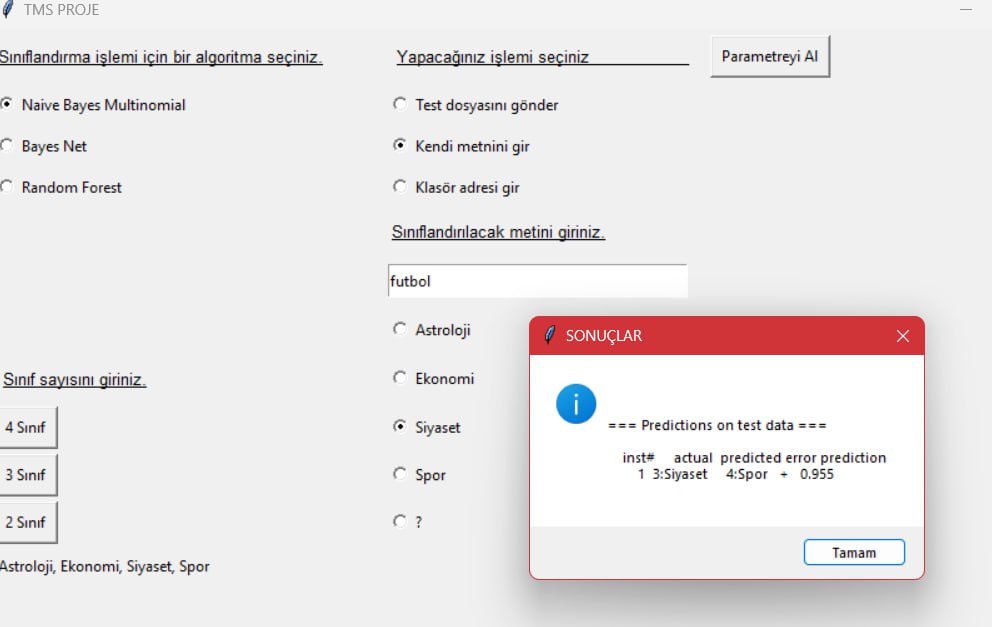 TMS PROJE
Sınıflandırma işlemi için bir algoritma seçiniz.
Naive Bayes Multinomial
Bayes Net
Random Forest
Yapacağınız işlemi seçiniz
Parametreyi Al
Test dosyasını gönder
Kendi metnini gir
Klasör adresi gir
Sınıflandırılacak metini giriniz.
futbol
Astroloji
Ekonomi
Siyaset
Spor
?
Sınıf sayısını giriniz.
4 Sınıf
3 Sınıf
2 Sınıf
Astroloji, Ekonomi, Siyaset, Spor
SONUÇLAR
=== Predictions on test data ===
inst# actual predicted error prediction
1 3:Siyaset 4:Spor + 0.955
Tamam